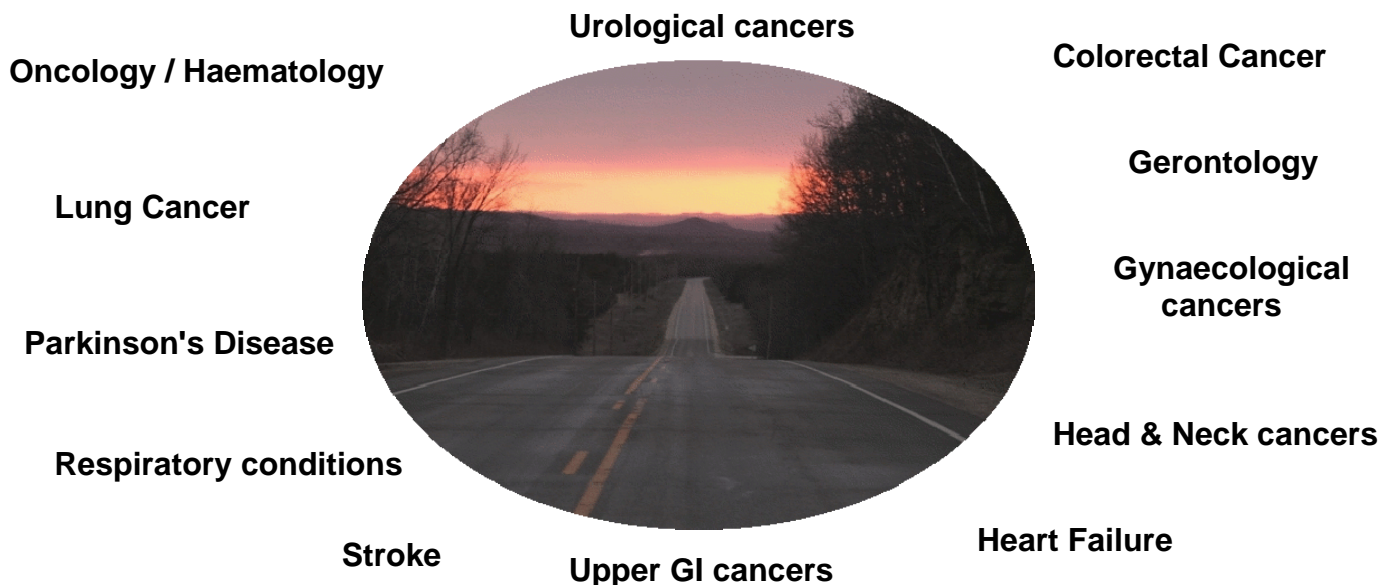 Urological cancers
Colorectal Cancer
Oncology / Haematology
Gerontology
Lung Cancer
Gynaecological
cancers
Parkinson's Disease
Head & Neck cancers
Respiratory conditions
Heart Failure
Stroke
Upper GI cancers